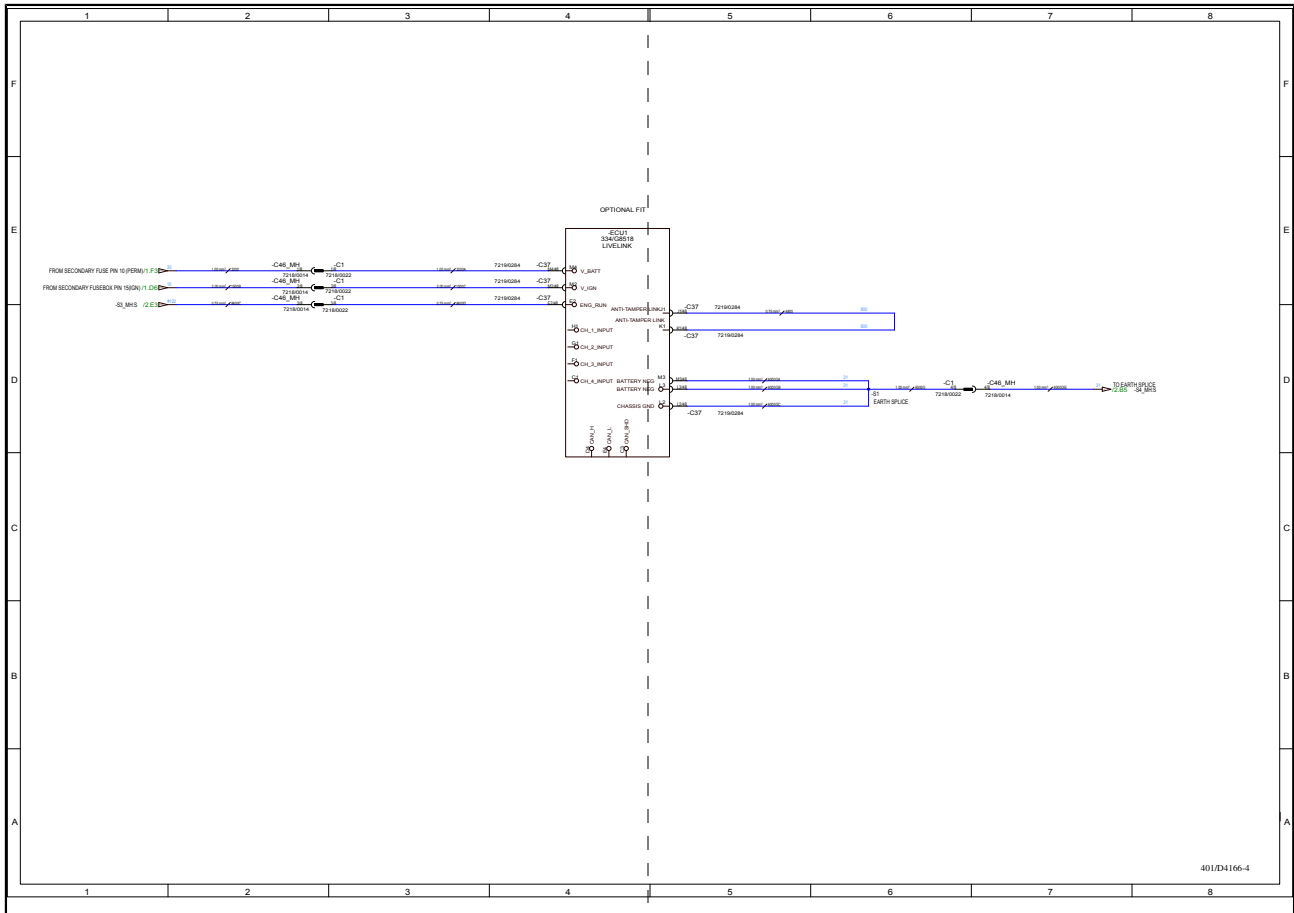 1 2 3 4 5 6 7 8
F F
E E
D D
C C
B B
A A
OPTIONAL FIT
-ECU1
334/G8518
LIVELINK
FROM SECONDARY FUSE PIN 10 (PERM) /1.F3
-C46_MH -C1 7219/0284 -C37 M4 V_BATT
7218/0014 7218/0022
FROM SECONDARY FUSEBOX PIN 15(IGN) /1.D6
-C46_MH -C1 7219/0284 -C37 V_IGN
7218/0014 7218/0022
-S3_MHS /2.E3
-C46_MH -C1 7219/0284 -C37 ENG_RUN
7218/0014 7218/0022
ANTI-TAMPER LINK J1 -C37 7219/0284
ANTI-TAMPER LINK
K1
-C37 7219/0284
CH_1_INPUT
CH_2_INPUT
CH_3_INPUT
CH_4_INPUT BATTERY NEG M3
BATTERY NEG L3
CHASSIS GND L2
-C37 7219/0284
-S1
EARTH SPLICE
-C1 -C46_MH
7218/0022 7218/0014
TO EARTH SPLICE
/2.B5 -S4_MHS
CAN_H
CAN_L
CAN_SHD
401/D4166-4
1 2 3 4 5 6 7 8